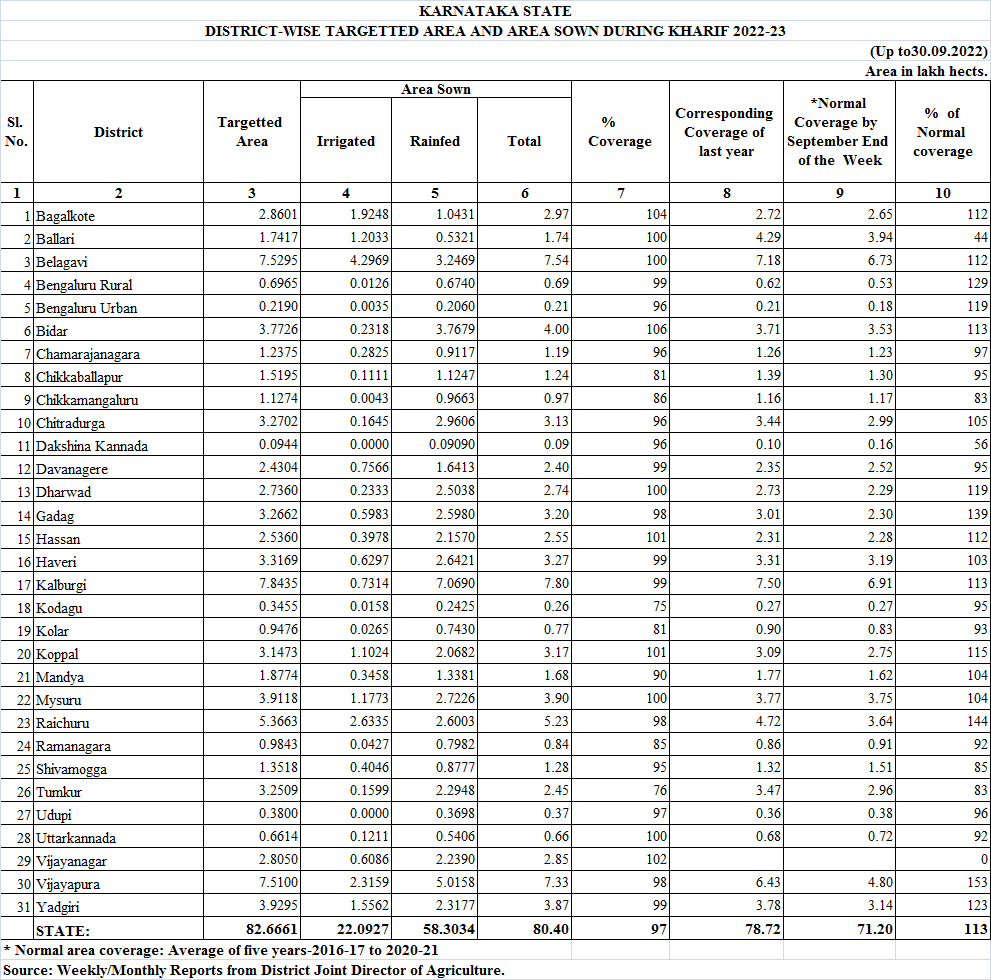 KARNATAKA STATE
DISTRICT-WISE TARGETTED AREA AND AREA SOWN DURING KHARIF 2022-23
(Up to30.09.2022)
Area in lakh hects.
Sl. No. District Targetted Area Area Sown Irrigated Rainfed Total % Coverage Corresponding Coverage of last year *Normal Coverage by September End of the Week % of Normal coverage
1 2 3 4 5 6 7 8 9 10
1 Bagalkote 2.8601 1.9248 1.0431 2.97 104 2.72 2.65 112
2 Ballari 1.7417 1.2033 0.5321 1.74 100 4.29 3.94 44
3 Belagavi 7.5295 4.2969 3.2469 7.54 100 7.18 6.73 112
4 Bengaluru Rural 0.6965 0.0126 0.6740 0.69 99 0.62 0.53 129
5 Bengaluru Urban 0.2190 0.0035 0.2060 0.21 96 0.21 0.18 119
6 Bidar 3.7726 0.2318 3.7679 4.00 106 3.71 3.53 113
7 Chamarajanagara 1.2375 0.2825 0.9117 1.19 96 1.26 1.23 97
8 Chikkaballapur 1.5195 0.1111 1.1247 1.24 81 1.39 1.30 95
9 Chikkamangaluru 1.1274 0.0043 0.9663 0.97 86 1.16 1.17 83
10 Chitradurga 3.2702 0.1645 2.9606 3.13 96 3.44 2.99 105
11 Dakshina Kannada 0.0944 0.0000 0.09090 0.09 96 0.10 0.16 56
12 Davanagere 2.4304 0.7566 1.6413 2.40 99 2.35 2.52 95
13 Dharwad 2.7360 0.2333 2.5038 2.74 100 2.73 2.29 119
14 Gadag 3.2662 0.5983 2.5980 3.20 98 3.01 2.30 139
15 Hassan 2.5360 0.3978 2.1570 2.55 101 2.31 2.28 112
16 Haveri 3.3169 0.6297 2.6421 3.27 99 3.31 3.19 103
17 Kalburgi 7.8435 0.7314 7.0690 7.80 99 7.50 6.91 113
18 Kodagu 0.3455 0.0158 0.2425 0.26 75 0.27 0.27 95
19 Kolar 0.9476 0.0265 0.7430 0.77 81 0.90 0.83 93
20 Koppal 3.1473 1.1024 2.0682 3.17 101 3.09 2.75 115
21 Mandya 1.8774 0.3458 1.3381 1.68 90 1.77 1.62 104
22 Mysuru 3.9118 1.1773 2.7226 3.90 100 3.77 3.75 104
23 Raichuru 5.3663 2.6335 2.6003 5.23 98 4.72 3.64 144
24 Ramanagara 0.9843 0.0427 0.7982 0.84 85 0.86 0.91 92
25 Shivamogga 1.3518 0.4046 0.8777 1.28 95 1.32 1.51 85
26 Tumkur 3.2509 0.1599 2.2948 2.45 76 3.47 2.96 83
27 Udupi 0.3800 0.0000 0.3698 0.37 97 0.36 0.38 96
28 Uttarkannada 0.6614 0.1211 0.5406 0.66 100 0.68 0.72 92
29 Vijayanagar 2.8050 0.6086 2.2390 2.85 102 0
30 Vijayapura 7.5100 2.3159 5.0158 7.33 98 6.43 4.80 153
31 Yadgiri 3.9295 1.5562 2.3177 3.87 99 3.78 3.14 123
STATE: 82.6661 22.0927 58.3034 80.40 97 78.72 71.20 113
* Normal area coverage: Average of five years-2016-17 to 2020-21
Source: Weekly/Monthly Reports from District Joint Director of Agriculture.